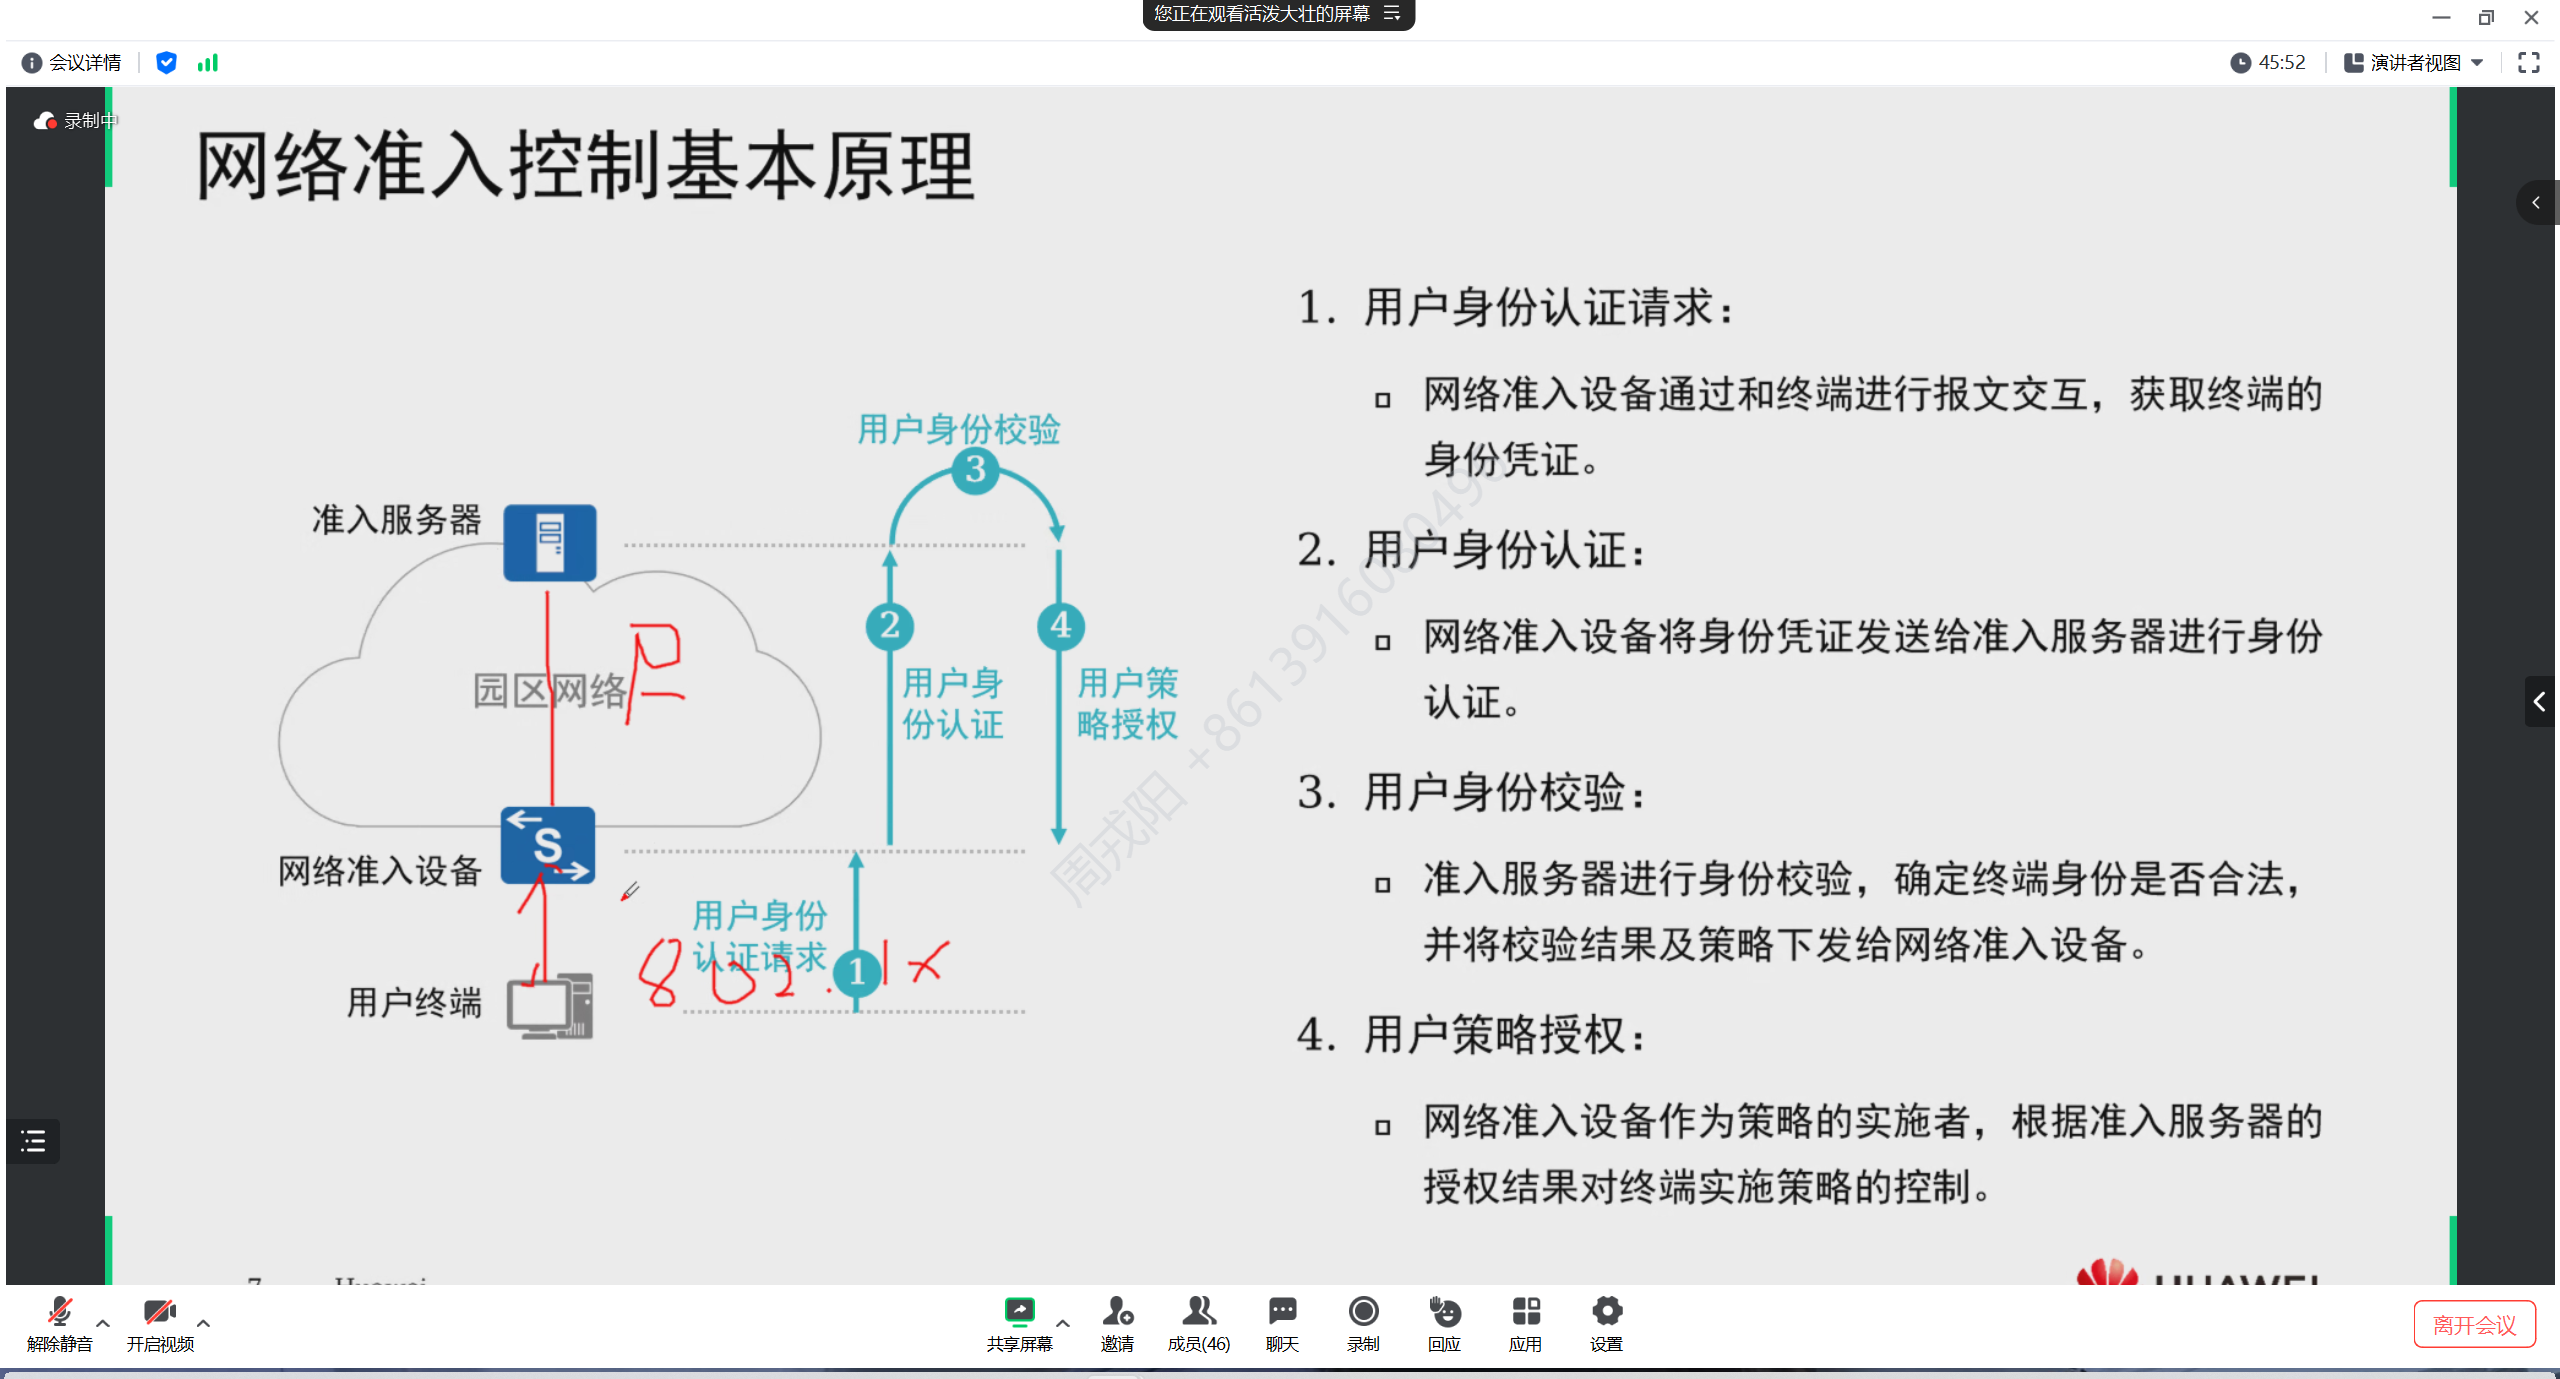 您正在观看活泼大壮的屏幕
会议详情
45:52
演讲者视图
录制中
网络准入控制基本原理
用户身份校验
3
准入服务器
园区网络
2
用户身
份认证
4
用户策
略授权
网络准入设备
S
用户身份
认证请求
1
802.1x
用户终端
1. 用户身份认证请求：
网络准入设备通过和终端进行报文交互，获取终端的
身份凭证。
2. 用户身份认证：
网络准入设备将身份凭证发送给准入服务器进行身份
认证。
3. 用户身份校验：
准入服务器进行身份校验，确定终端身份是否合法，
并将校验结果及策略下发给网络准入设备。
4. 用户策略授权：
网络准入设备作为策略的实施者，根据准入服务器的
授权结果对终端实施策略的控制。
7 Huawei
HUAWEI
解除静音
开启视频
共享屏幕
邀请
成员(46)
聊天
录制
回应
应用
设置
离开会议